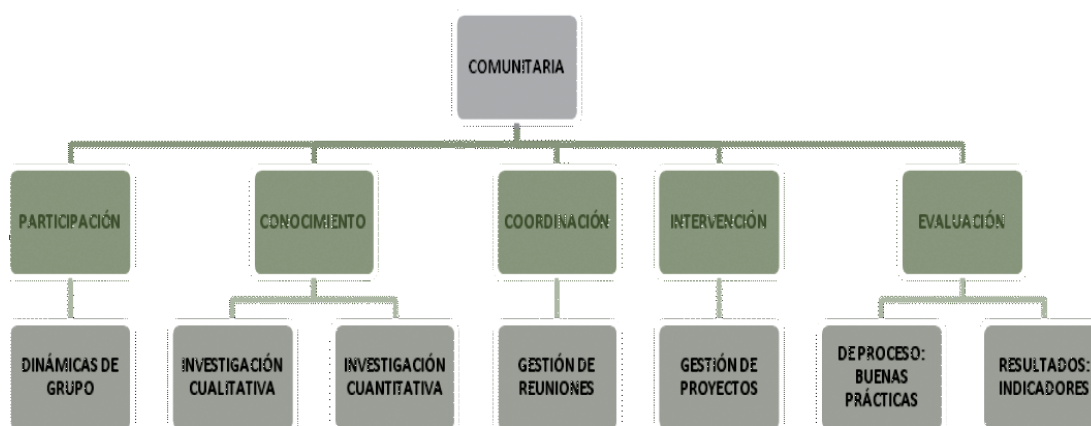 COMUNITARIA
PARTICIPACIÓN
CONOCIMIENTO
COORDINACIÓN
INTERVENCIÓN
EVALUACIÓN
DINÁMICAS DE
GRUPO
INVESTIGACIÓN
CUALITATIVA
INVESTIGACIÓN
CUANTITATIVA
GESTIÓN DE
REUNIONES
GESTIÓN DE
PROYECTOS
DE PROCESO:
BUENAS
PRÁCTICAS
RESULTADOS:
INDICADORES